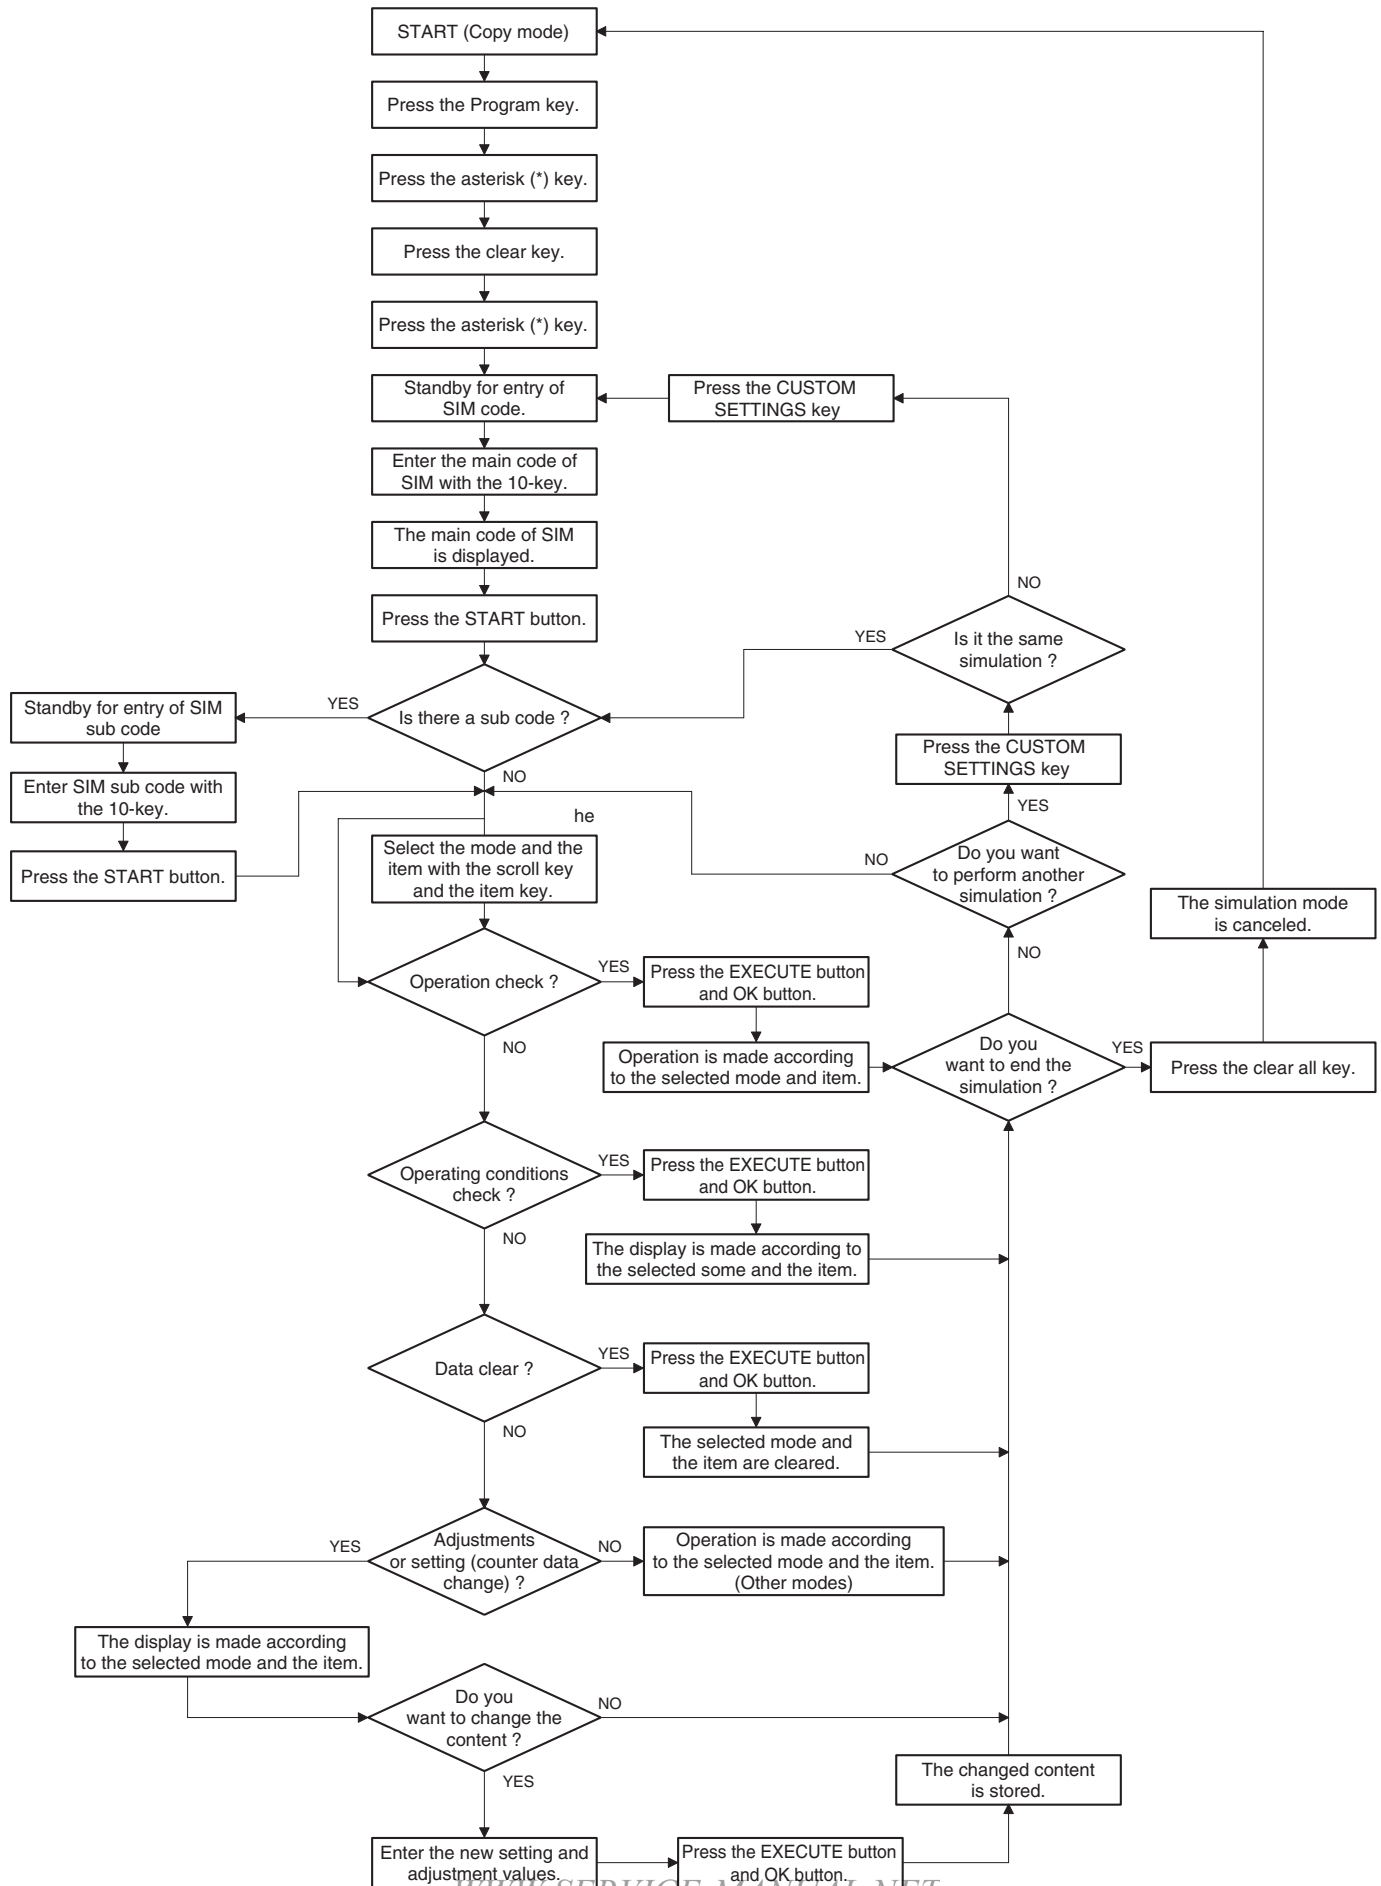 START (Copy mode)
Press the Program key.
Press the asterisk (*) key.
Press the clear key.
Press the asterisk (*) key.
Standby for entry of
SIM code.
Press the CUSTOM
SETTINGS key
Enter the main code of
SIM with the 10-key.
The main code of SIM
is displayed.
Press the START button.
NO
Is it the same
simulation ?
YES
Is there a sub code ?
YES
Standby for entry of SIM
sub code
Enter SIM sub code with
the 10-key.
Press the START button.
NO
he
Press the CUSTOM
SETTINGS key
YES
Do you want
to perform another
simulation ?
NO
Select the mode and the
item with the scroll key
and the item key.
The simulation mode
is canceled.
NO
Operation check ?
YES
Press the EXECUTE button
and OK button.
NO
Operation is made according
to the selected mode and item.
Do you
want to end the
simulation ?
YES
Press the clear all key.
Operating conditions
check ?
YES
Press the EXECUTE button
and OK button.
NO
The display is made according to
the selected some and the item.
Data clear ?
YES
Press the EXECUTE button
and OK button.
NO
The selected mode and
the item are cleared.
YES
Adjustments
or setting (counter data
change) ?
NO
Operation is made according
to the selected mode and the item.
(Other modes)
The display is made according
to the selected mode and the item.
Do you
want to change the
content ?
NO
YES
The changed content
is stored.
Enter the new setting and
adjustment values.
Press the EXECUTE button
and OK button.
WWW.SERVICE-MANUAL.NET